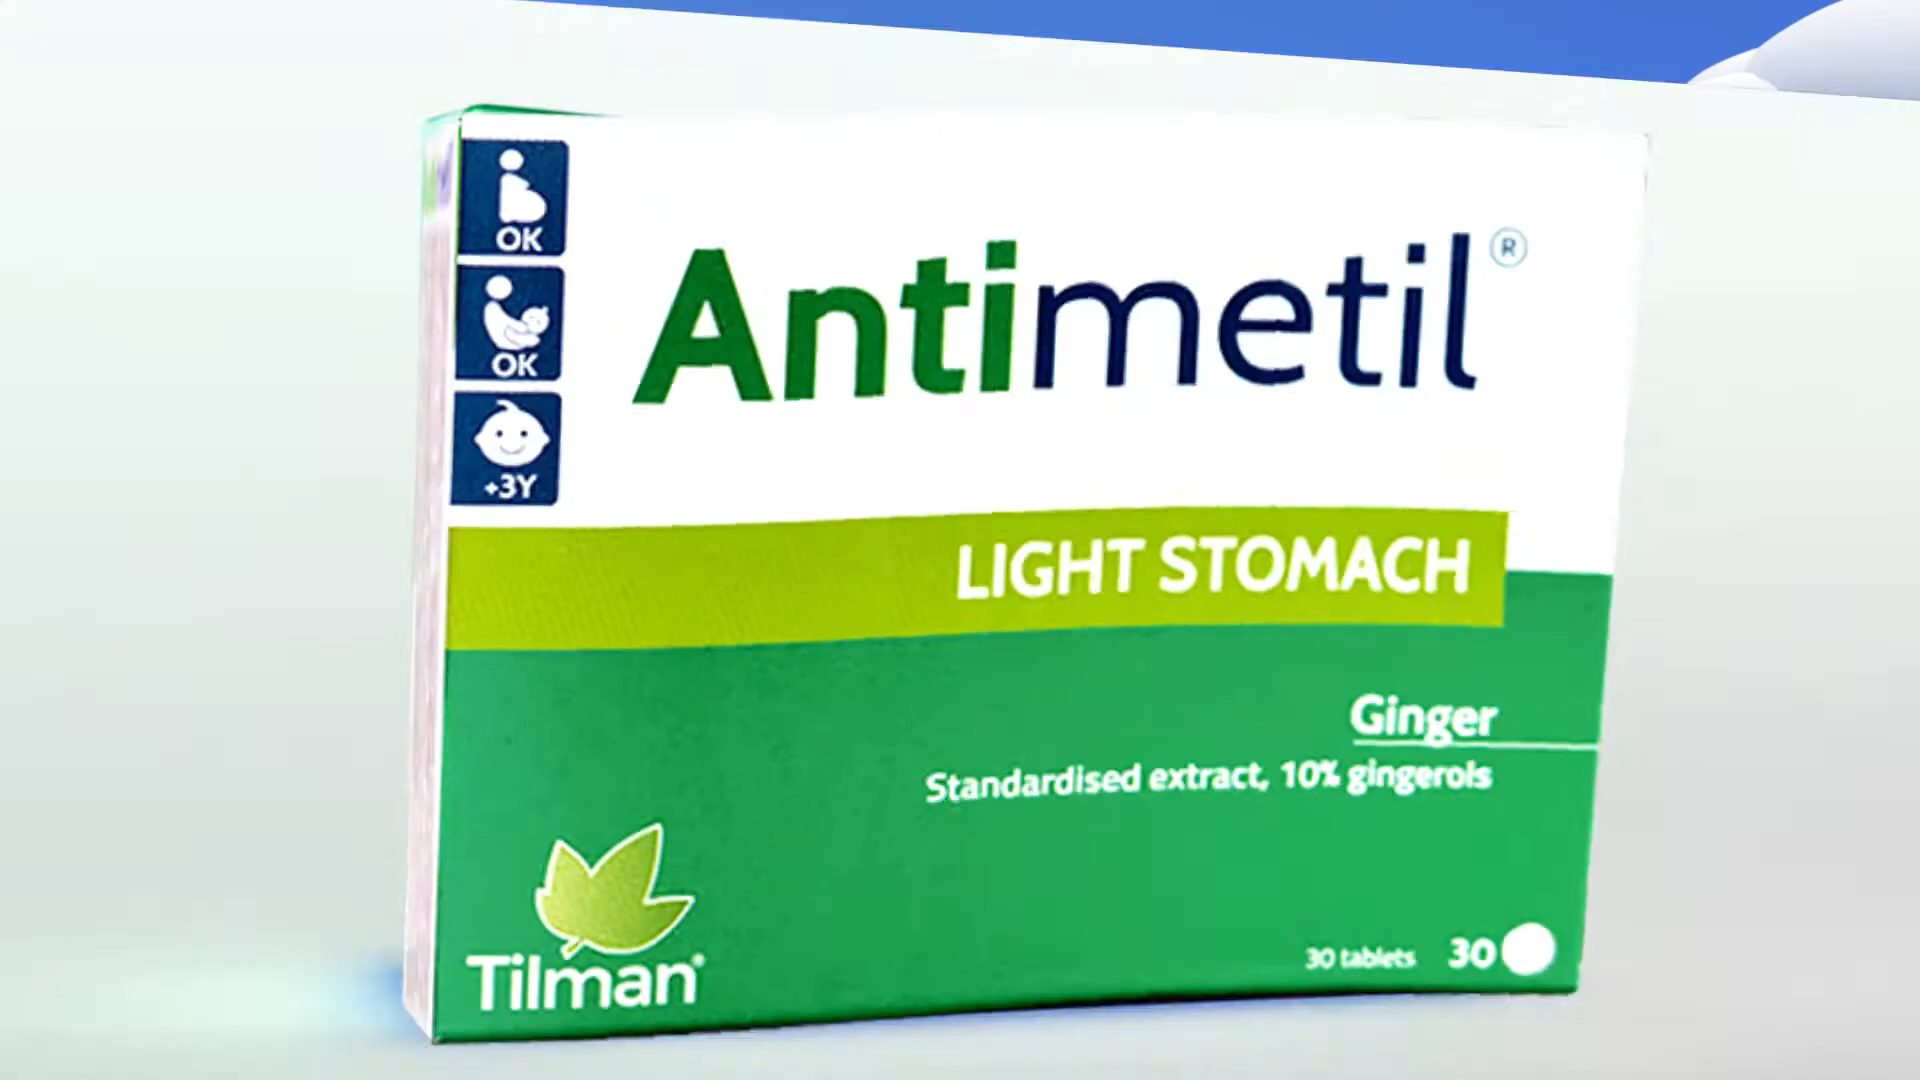 OK
OK
+3Y
Antimetil®
LIGHT STOMACH
Ginger
Standardised extract, 10% gingerols
Tilman®
30 tablets 30